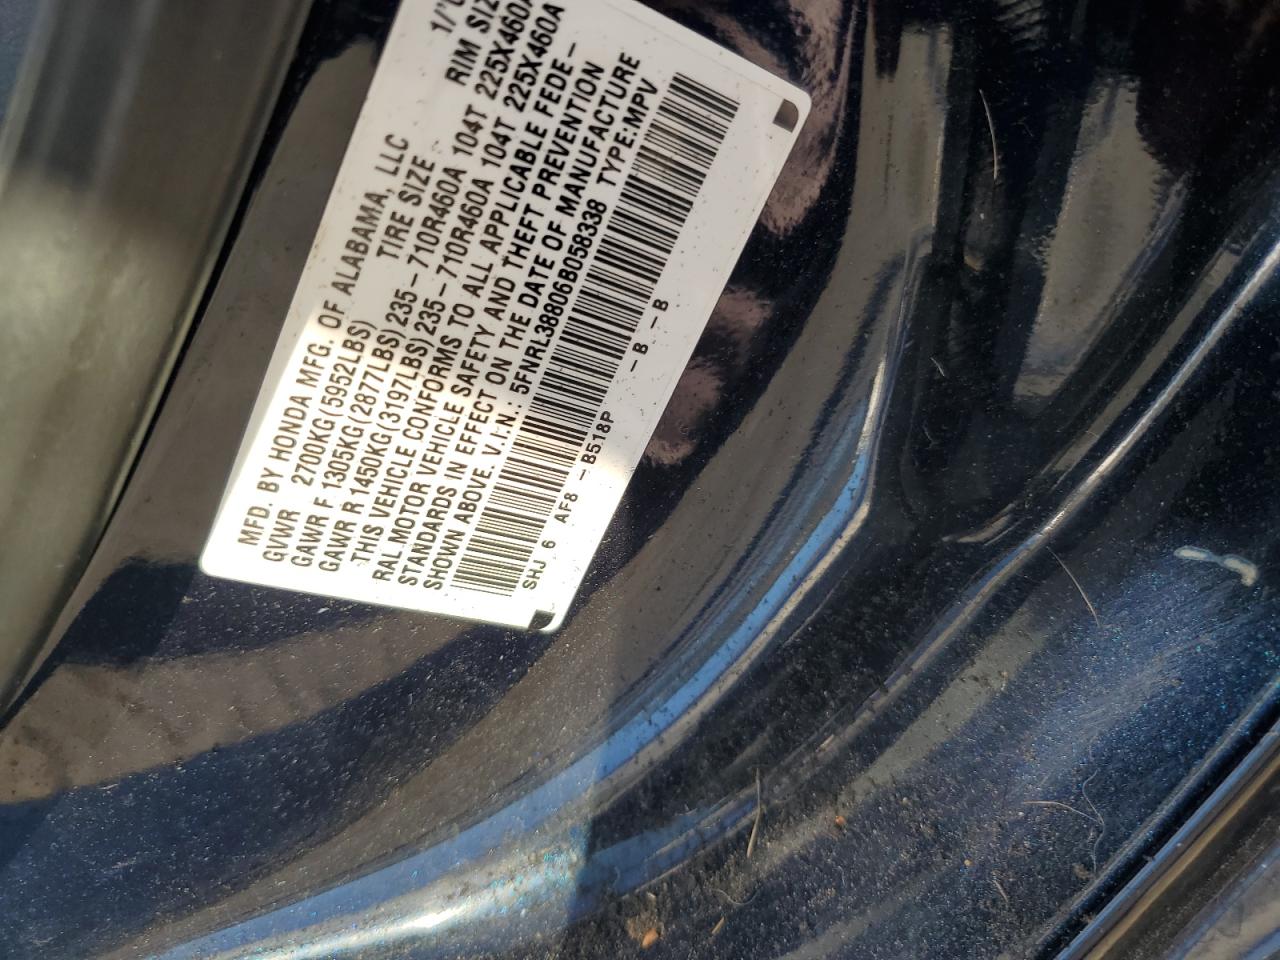 MFD. BY HONDA MFG. OF ALABAMA, LLC 1/
GVWR 2700KG(5952LBS) TIRE SIZE RIM SIZ
GAWR F 1305KG(2877LBS) 235-710R460A 104T 225X460A
GAWR R 1450KG(3197LBS) 235-710R460A 104T 225X460A
THIS VEHICLE CONFORMS TO ALL APPLICABLE FEDE-
RAL MOTOR VEHICLE SAFETY AND THEFT PREVENTION
STANDARDS IN EFFECT ON THE DATE OF MANUFACTURE
SHOWN ABOVE. V.I.N.: 5FNRL38806B058338 TYPE:MPV
SHJ 6 AF8 -B518P -B -B